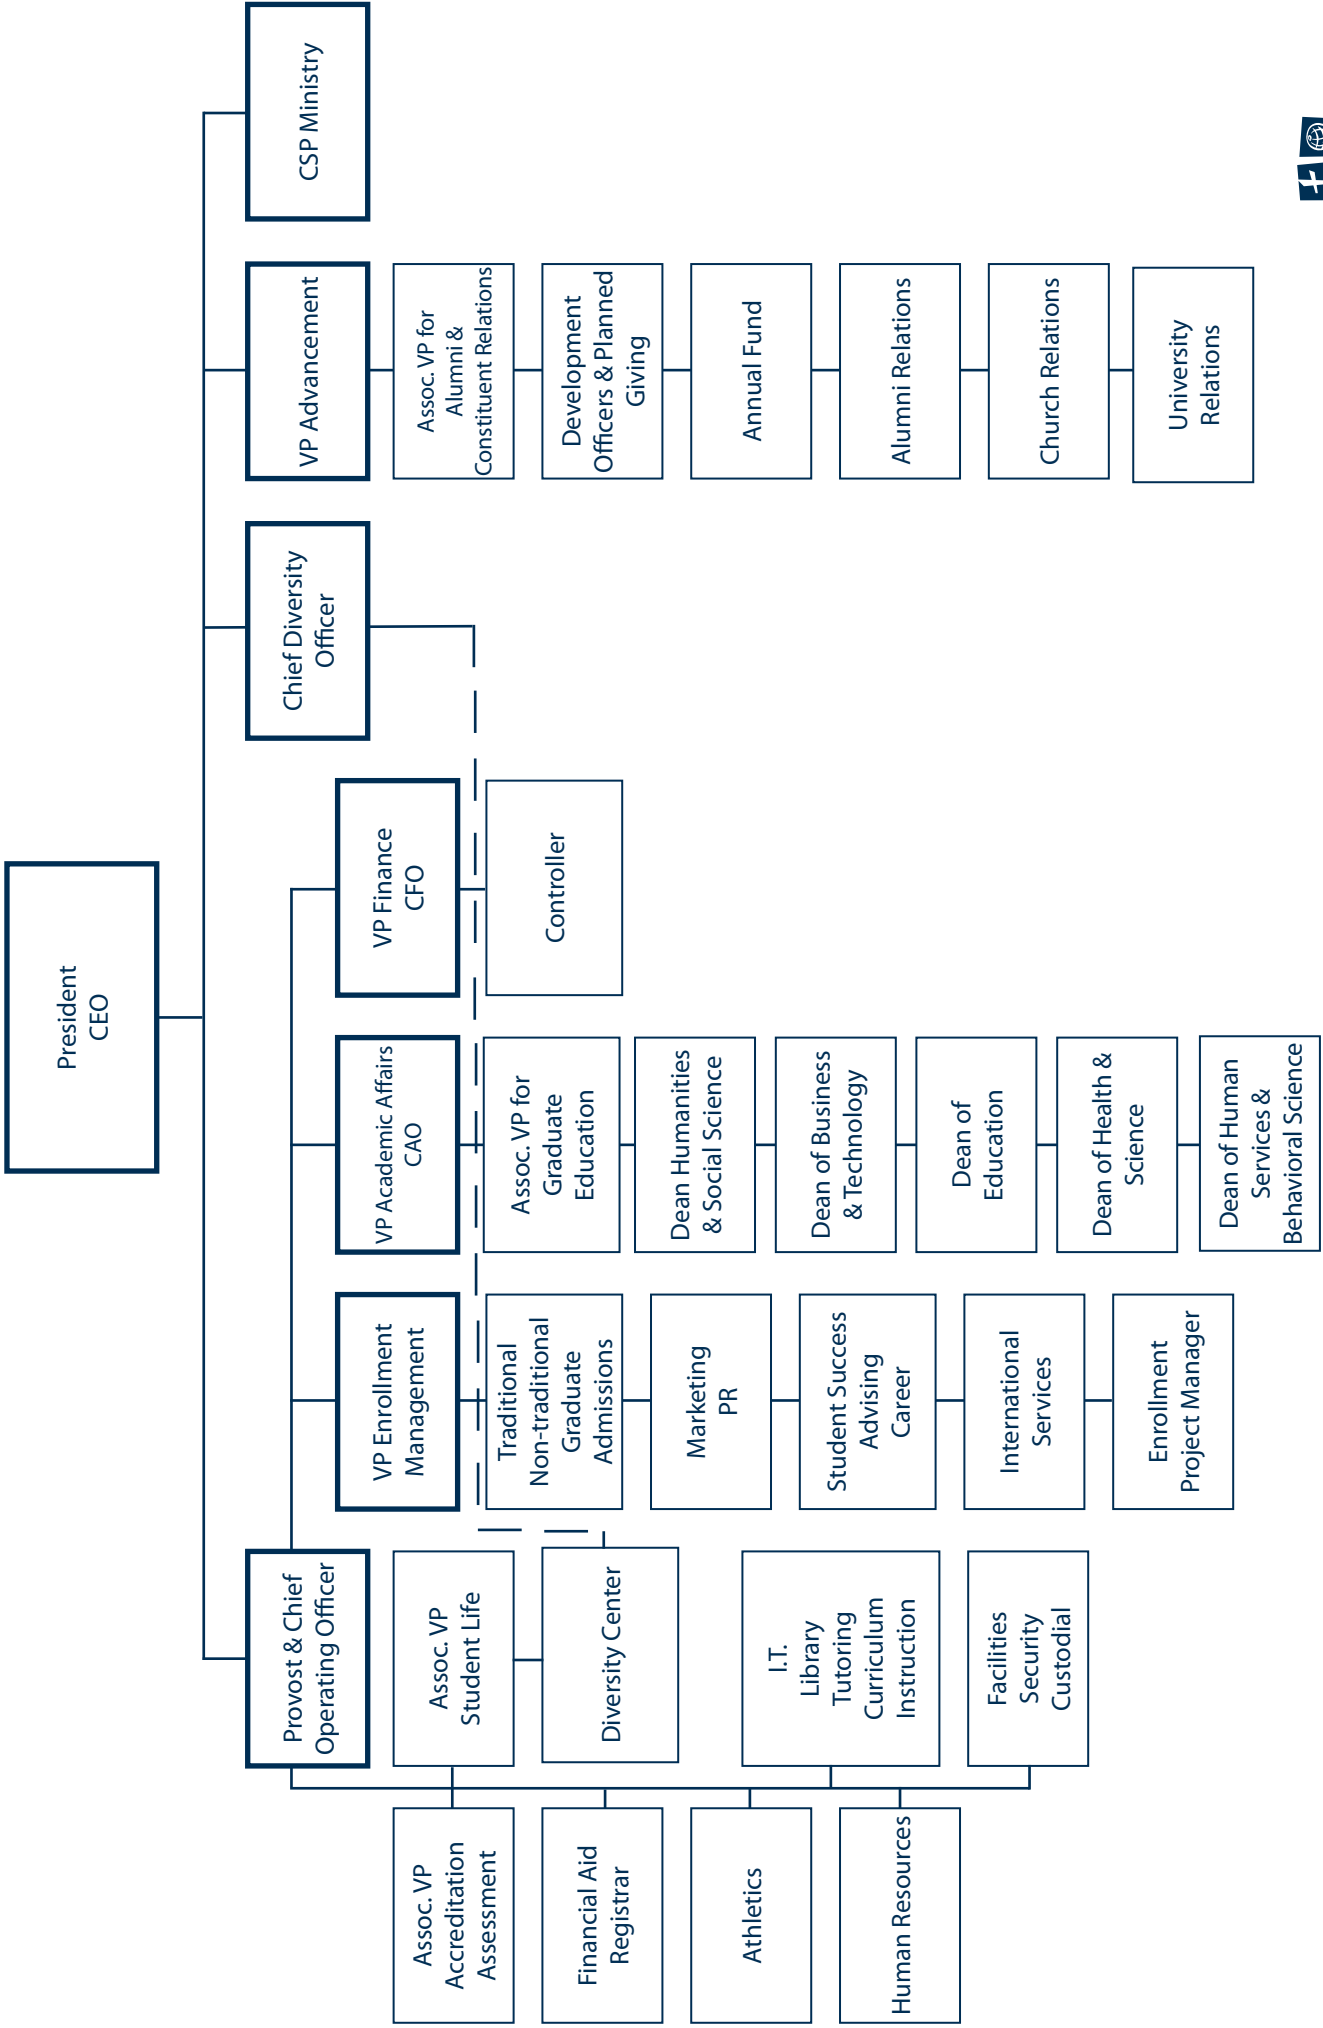 President
CEO
Provost & Chief
Operating Officer
Chief Diversity
Officer
VP Advancement
CSP Ministry
VP Enrollment
Management
VP Academic Affairs
CAO
VP Finance
CFO
Assoc. VP
Accreditation
Assessment
Financial Aid
Registrar
Athletics
Human Resources
Assoc. VP
Student Life
Diversity Center
I.T.
Library
Tutoring
Curriculum
Instruction
Facilities
Security
Custodial
Traditional
Non-traditional
Graduate
Admissions
Marketing
PR
Student Success
Advising
Career
International
Services
Enrollment
Project Manager
Assoc. VP for
Graduate
Education
Dean Humanities
& Social Science
Dean of Business
& Technology
Dean of
Education
Dean of Health &
Science
Dean of Human
Services &
Behavioral Science
Controller
Assoc. VP for
Alumni &
Constituent Relations
Development
Officers & Planned
Giving
Annual Fund
Alumni Relations
Church Relations
University
Relations